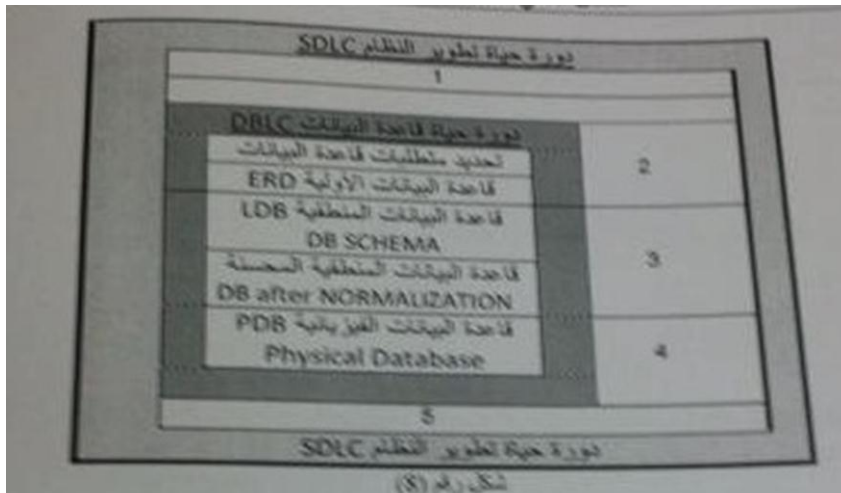 دورة حياة تطوير النظام SDLC
1
دورة حياة قاعدة البيانات DBLC
تحديد متطلبات قاعدة البيانات
قاعدة البيانات الأولية ERD
2
قاعدة البيانات المنطقية LDB
DB SCHEMA
قاعدة البيانات المنطقية المحسنة
DB after NORMALIZATION
3
قاعدة البيانات الفيزيائية PDB
Physical Database
4
5
دورة حياة تطوير النظام SDLC
شكل رقم (8)